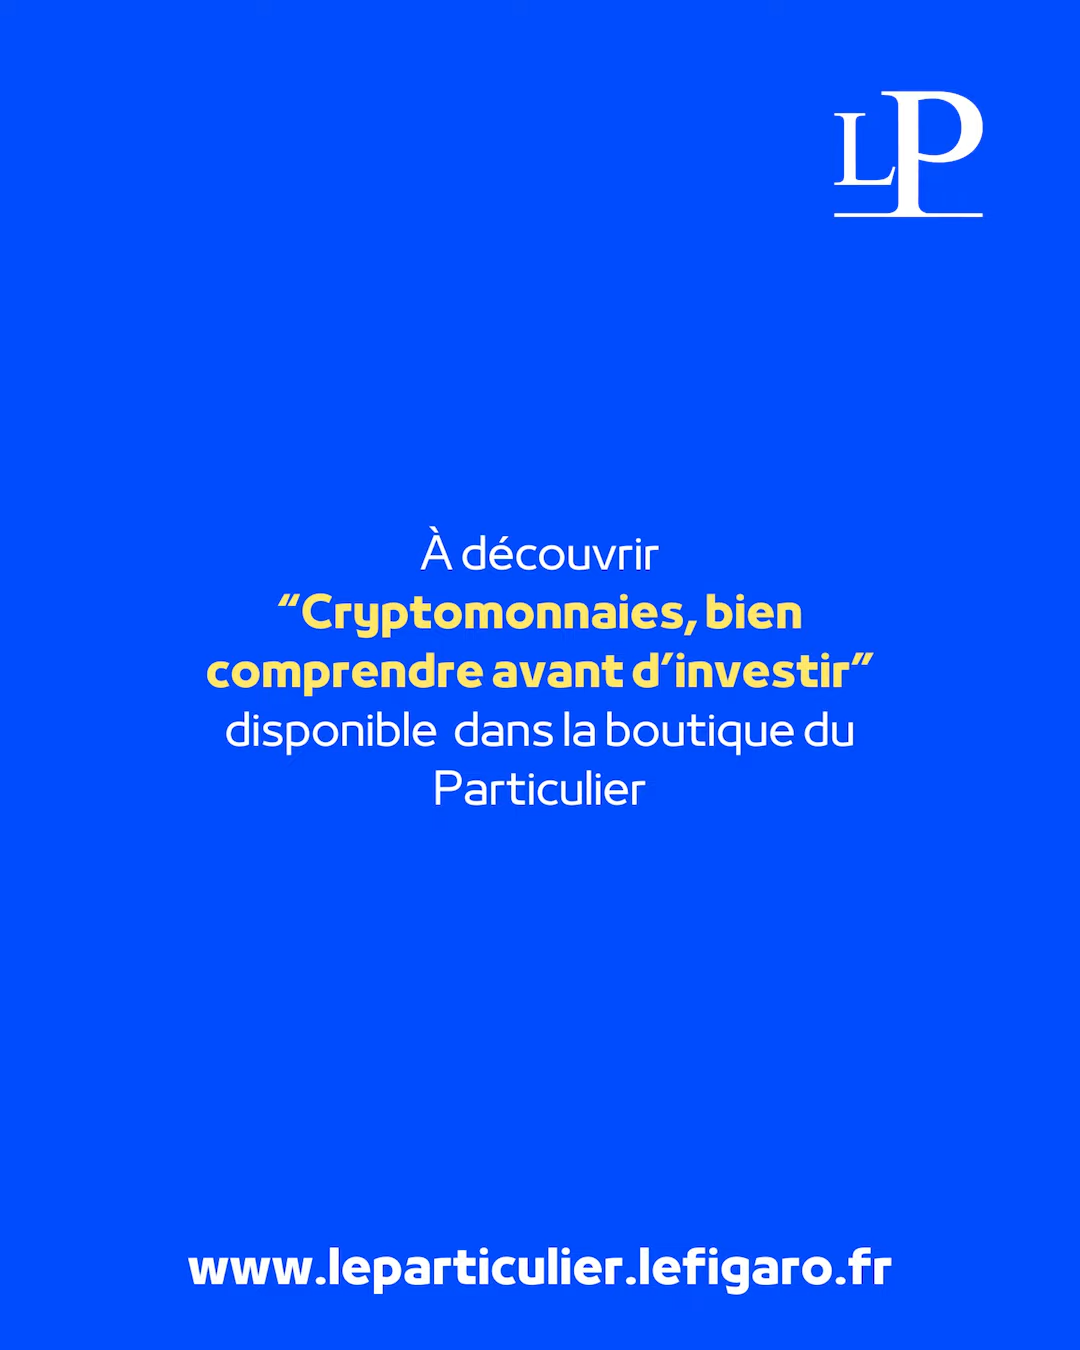 LP
À découvrir
“Cryptomonnaies, bien
comprendre avant d’investir”
disponible  dans la boutique du
Particulier
www.leparticulier.lefigaro.fr